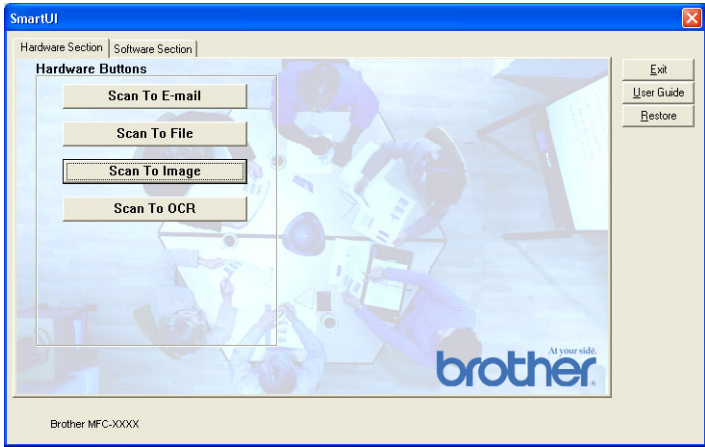 SmartUI
Hardware Section Software Section
Hardware Buttons
Scan To E-mail
Scan To File
Scan To Image
Scan To OCR
Exit
User Guide
Restore
At your side.
brother
Brother MFC-XXXX